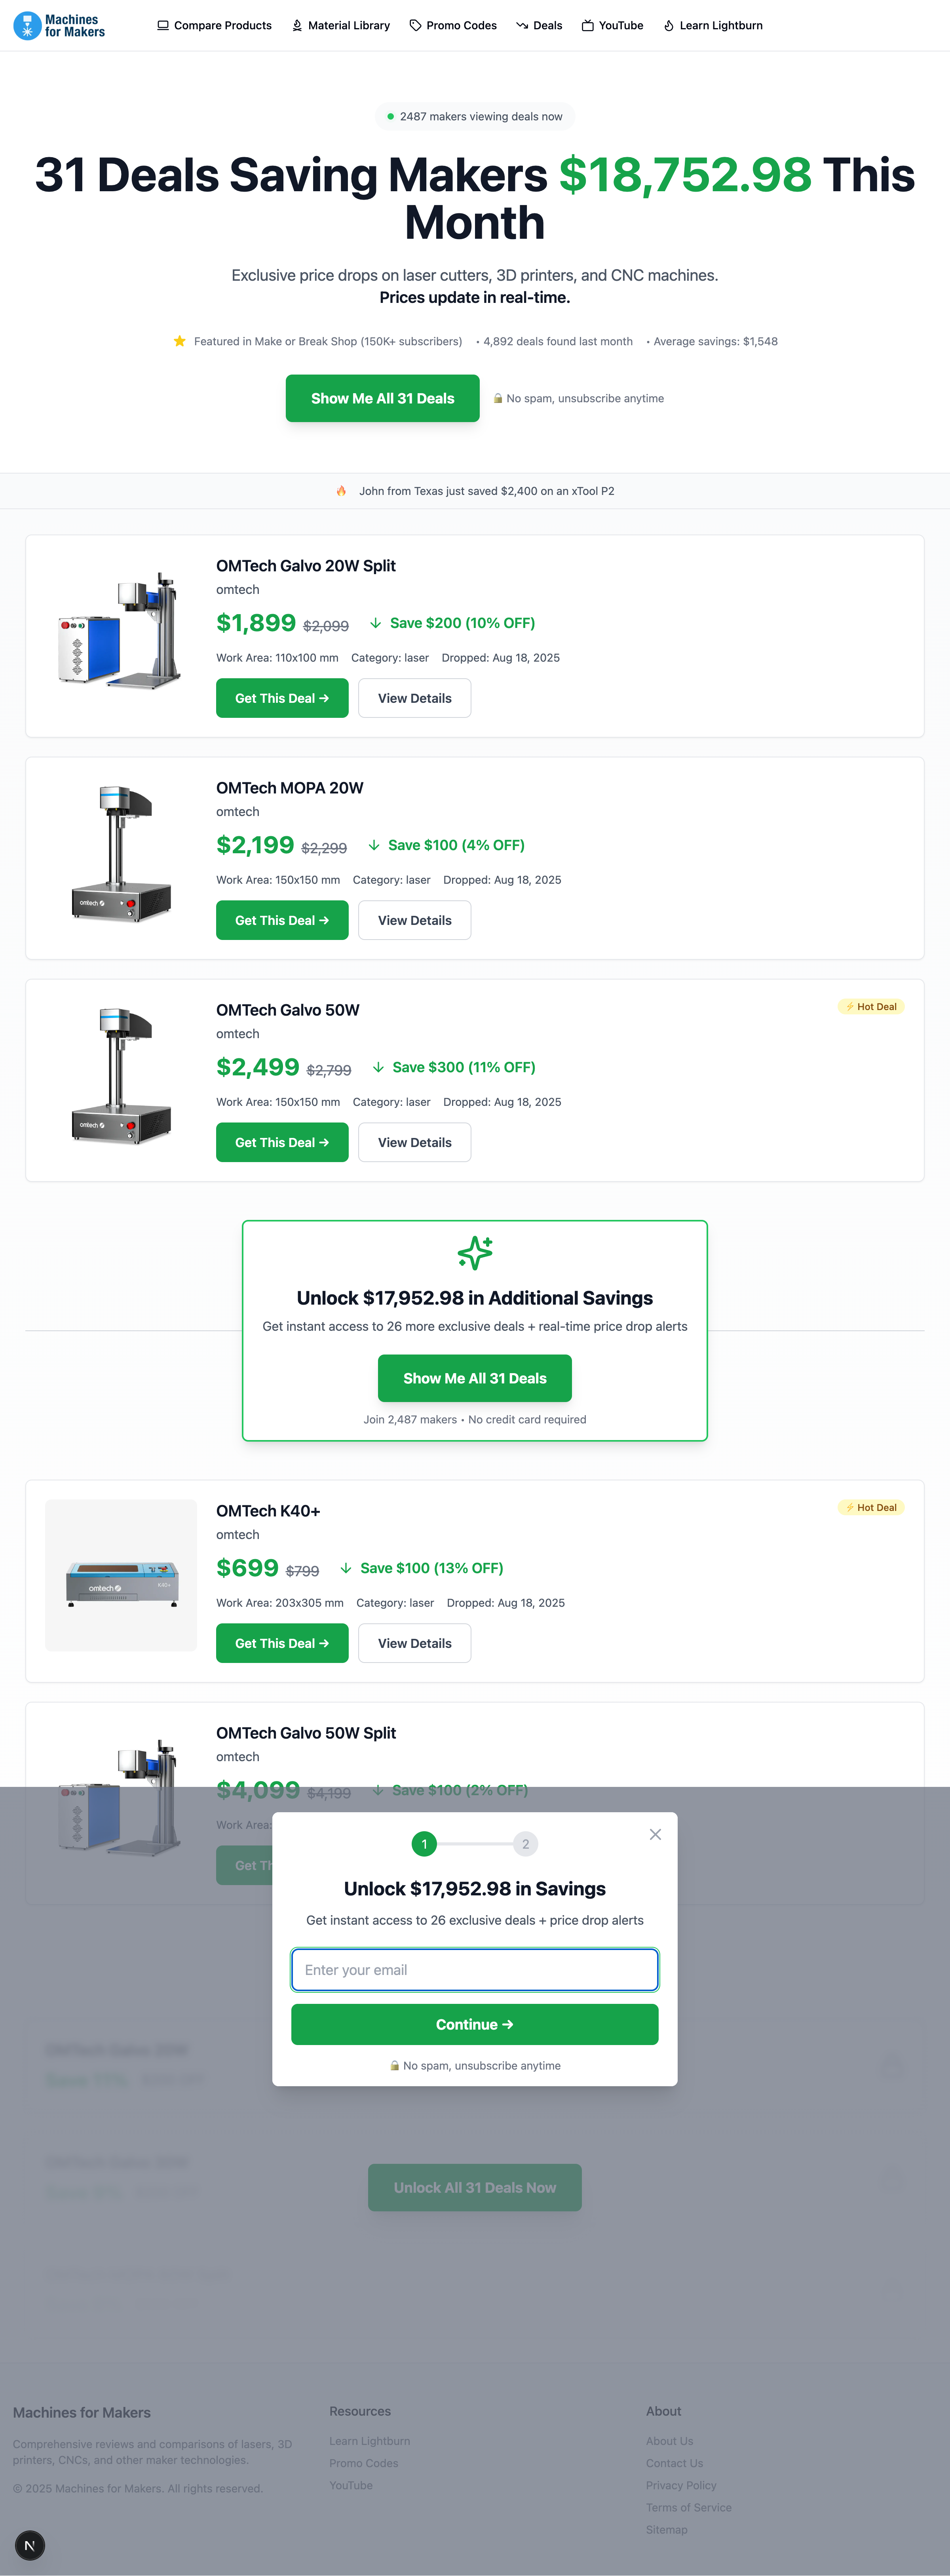 Machines
for Makers
Compare Products
Material Library
Promo Codes
Deals
YouTube
Learn Lightburn
2487 makers viewing deals now
31 Deals Saving Makers $18,752.98 This
Month
Exclusive price drops on laser cutters, 3D printers, and CNC machines.
Prices update in real-time.
⭐ Featured in Make or Break Shop (150K+ subscribers) • 4,892 deals found last month • Average savings: $1,548
Show Me All 31 Deals
🔒 No spam, unsubscribe anytime
🔥 John from Texas just saved $2,400 on an xTool P2
OMTech Galvo 20W Split
omtech
$1,899 $2,099 ↓ Save $200 (10% OFF)
Work Area: 110x100 mm Category: laser Dropped: Aug 18, 2025
Get This Deal →
View Details
OMTech MOPA 20W
omtech
$2,199 $2,299 ↓ Save $100 (4% OFF)
Work Area: 150x150 mm Category: laser Dropped: Aug 18, 2025
Get This Deal →
View Details
omtech
OMTech Galvo 50W
⚡ Hot Deal
omtech
$2,499 $2,799 ↓ Save $300 (11% OFF)
Work Area: 150x150 mm Category: laser Dropped: Aug 18, 2025
Get This Deal →
View Details
omtech
Unlock $17,952.98 in Additional Savings
Get instant access to 26 more exclusive deals + real-time price drop alerts
Show Me All 31 Deals
Join 2,487 makers • No credit card required
OMTech K40+
⚡ Hot Deal
omtech
$699 $799 ↓ Save $100 (13% OFF)
Work Area: 203x305 mm Category: laser Dropped: Aug 18, 2025
Get This Deal →
View Details
omtech
K40+
OMTech Galvo 50W Split
omtech
$4,099 $4,199 ↓ Save $100 (2% OFF)
Work Area:
Get Th
1
2
Unlock $17,952.98 in Savings
Get instant access to 26 exclusive deals + price drop alerts
Enter your email
Continue →
🔒 No spam, unsubscribe anytime
Unlock All 31 Deals Now
Machines for Makers
Comprehensive reviews and comparisons of lasers, 3D
printers, CNCs, and other maker technologies.
© 2025 Machines for Makers. All rights reserved.
Resources
Learn Lightburn
Promo Codes
YouTube
About
About Us
Contact Us
Privacy Policy
Terms of Service
Sitemap
N